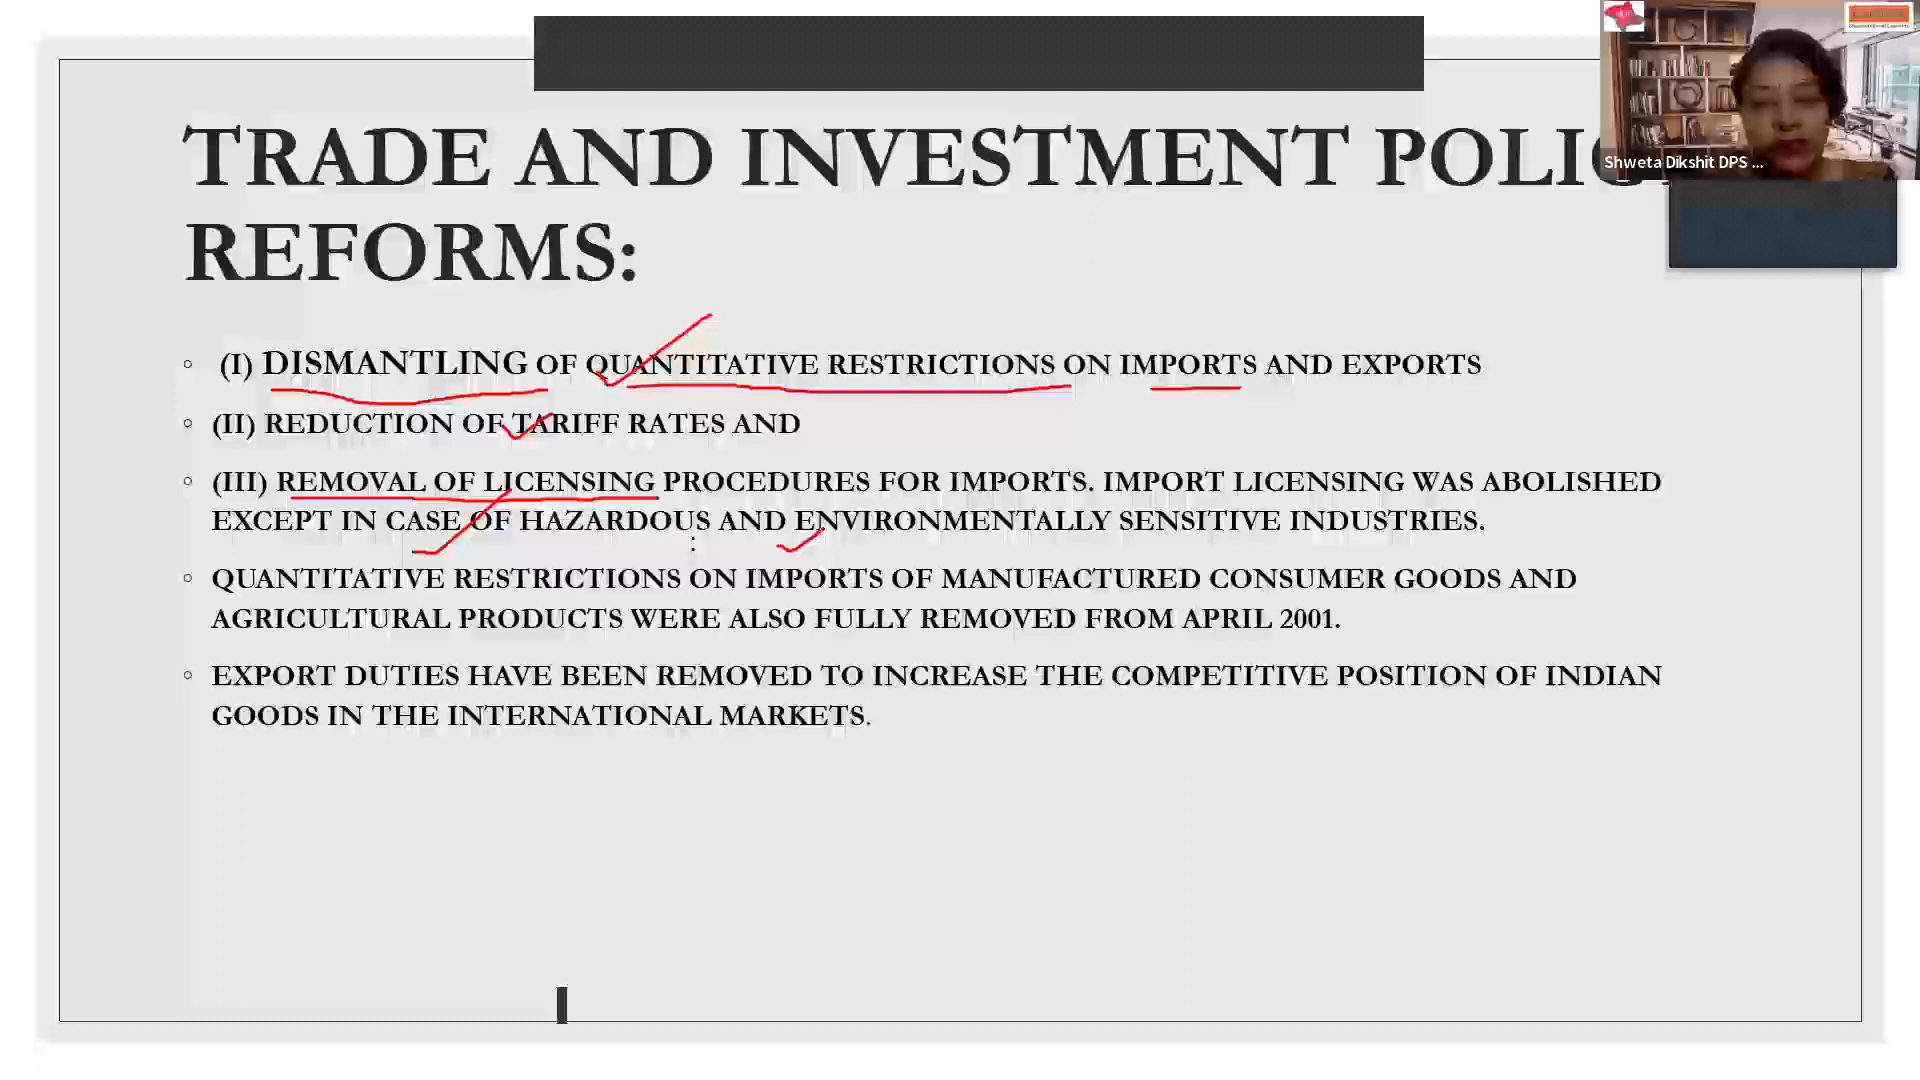 Shweta Dikshit DPS ...
TRADE AND INVESTMENT POLIC
REFORMS:
◦ (I) DISMANTLING OF QUANTITATIVE RESTRICTIONS ON IMPORTS AND EXPORTS
◦ (II) REDUCTION OF TARIFF RATES AND
◦ (III) REMOVAL OF LICENSING PROCEDURES FOR IMPORTS. IMPORT LICENSING WAS ABOLISHED
EXCEPT IN CASE OF HAZARDOUS AND ENVIRONMENTALLY SENSITIVE INDUSTRIES.
◦ QUANTITATIVE RESTRICTIONS ON IMPORTS OF MANUFACTURED CONSUMER GOODS AND
AGRICULTURAL PRODUCTS WERE ALSO FULLY REMOVED FROM APRIL 2001.
◦ EXPORT DUTIES HAVE BEEN REMOVED TO INCREASE THE COMPETITIVE POSITION OF INDIAN
GOODS IN THE INTERNATIONAL MARKETS.